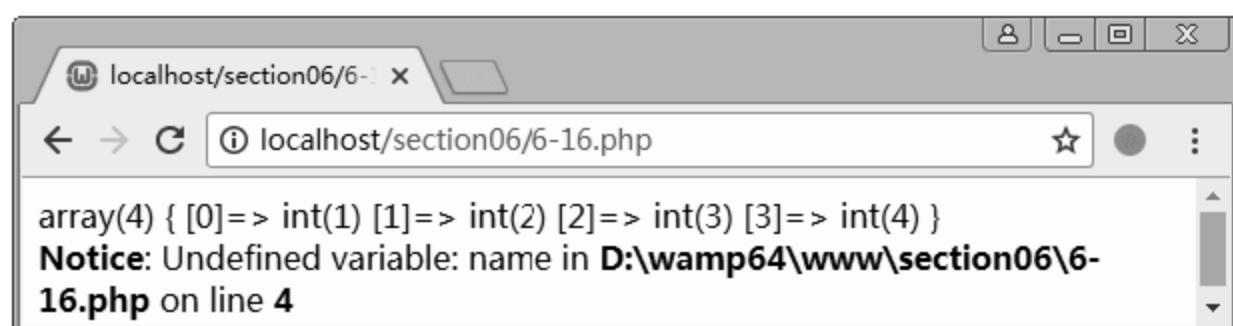 localhost/section06/6-
localhost/section06/6-16.php
array(4) { [0]=> int(1) [1]=> int(2) [2]=> int(3) [3]=> int(4) }
Notice: Undefined variable: name in D:\wamp64\www\section06\6-
16.php on line 4